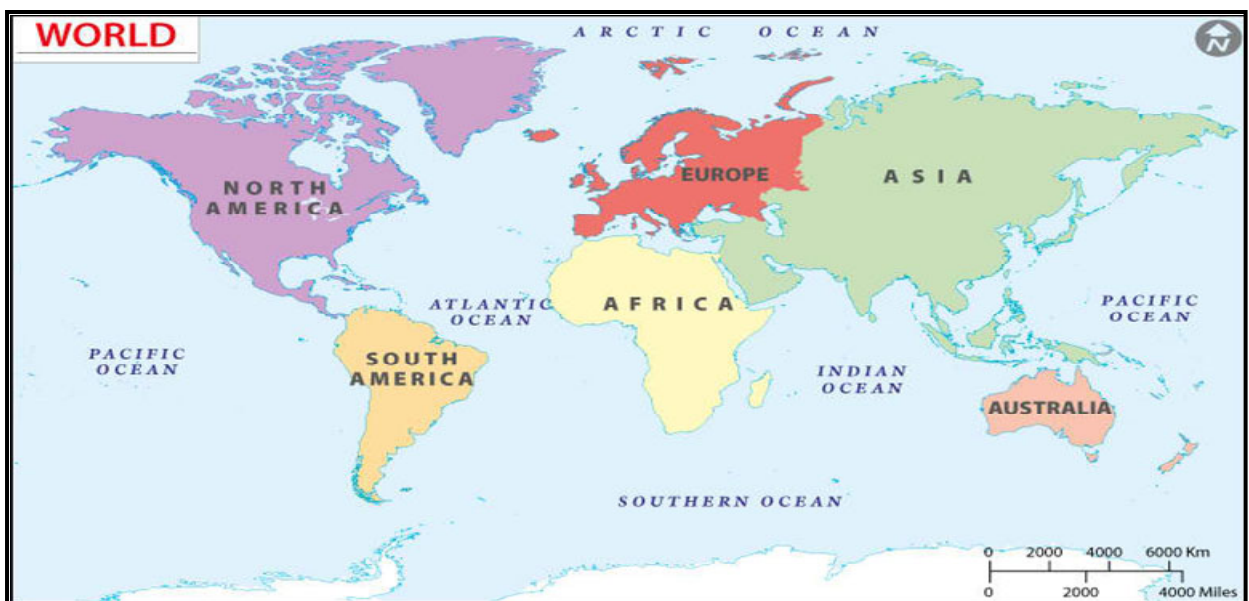 WORLD
ARCTIC OCEAN
N
NORTH
AMERICA
EUROPE
ASIA
ATLANTIC
OCEAN
AFRICA
PACIFIC
OCEAN
PACIFIC
OCEAN
SOUTH
AMERICA
INDIAN
OCEAN
AUSTRALIA
SOUTHERN OCEAN
0 2000 4000 6000 Km
0 2000 4000 Miles